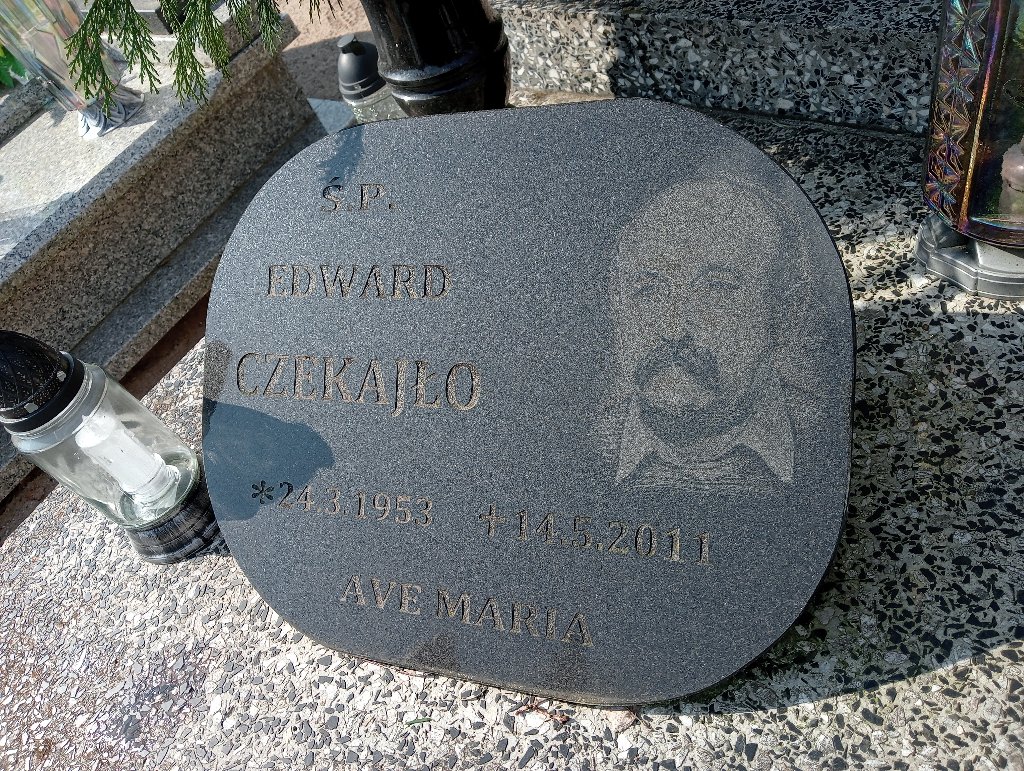 Ś.P.
EDWARD
CZEKAJŁO
*24.3.1953 +14.5.2011
AVE MARIA